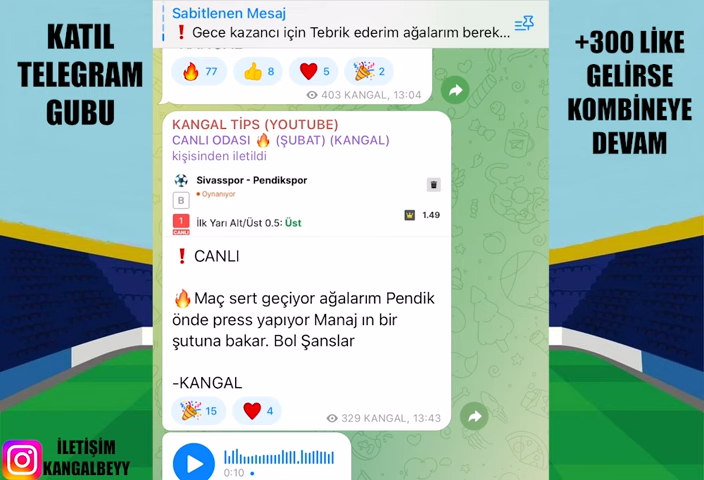 KATIL
TELEGRAM
GUBU
+300 LİKE
GELİRSE
KOMBİNEYE
DEVAM
Sabitlenen Mesaj
❗ Gece kazancı için Tebrik ederim ağalarım berek...
🔥 77 👍 8 ❤️ 5 🎉 2
403 KANGAL, 13:04
KANGAL TİPS (YOUTUBE)
CANLI ODASI 🔥 (ŞUBAT) (KANGAL)
kişisinden iletildi
Sivasspor - Pendikspor
Oynanıyor
B
1
CANLI
İlk Yarı Alt/Üst 0.5: Üst
1.49
❗ CANLI
🔥Maç sert geçiyor ağalarım Pendik
önde press yapıyor Manaj ın bir
şutuna bakar. Bol Şanslar
-KANGAL
🎉 15 ❤️ 4
329 KANGAL, 13:43
0:10
İLETİŞİM
KANGALBEYY